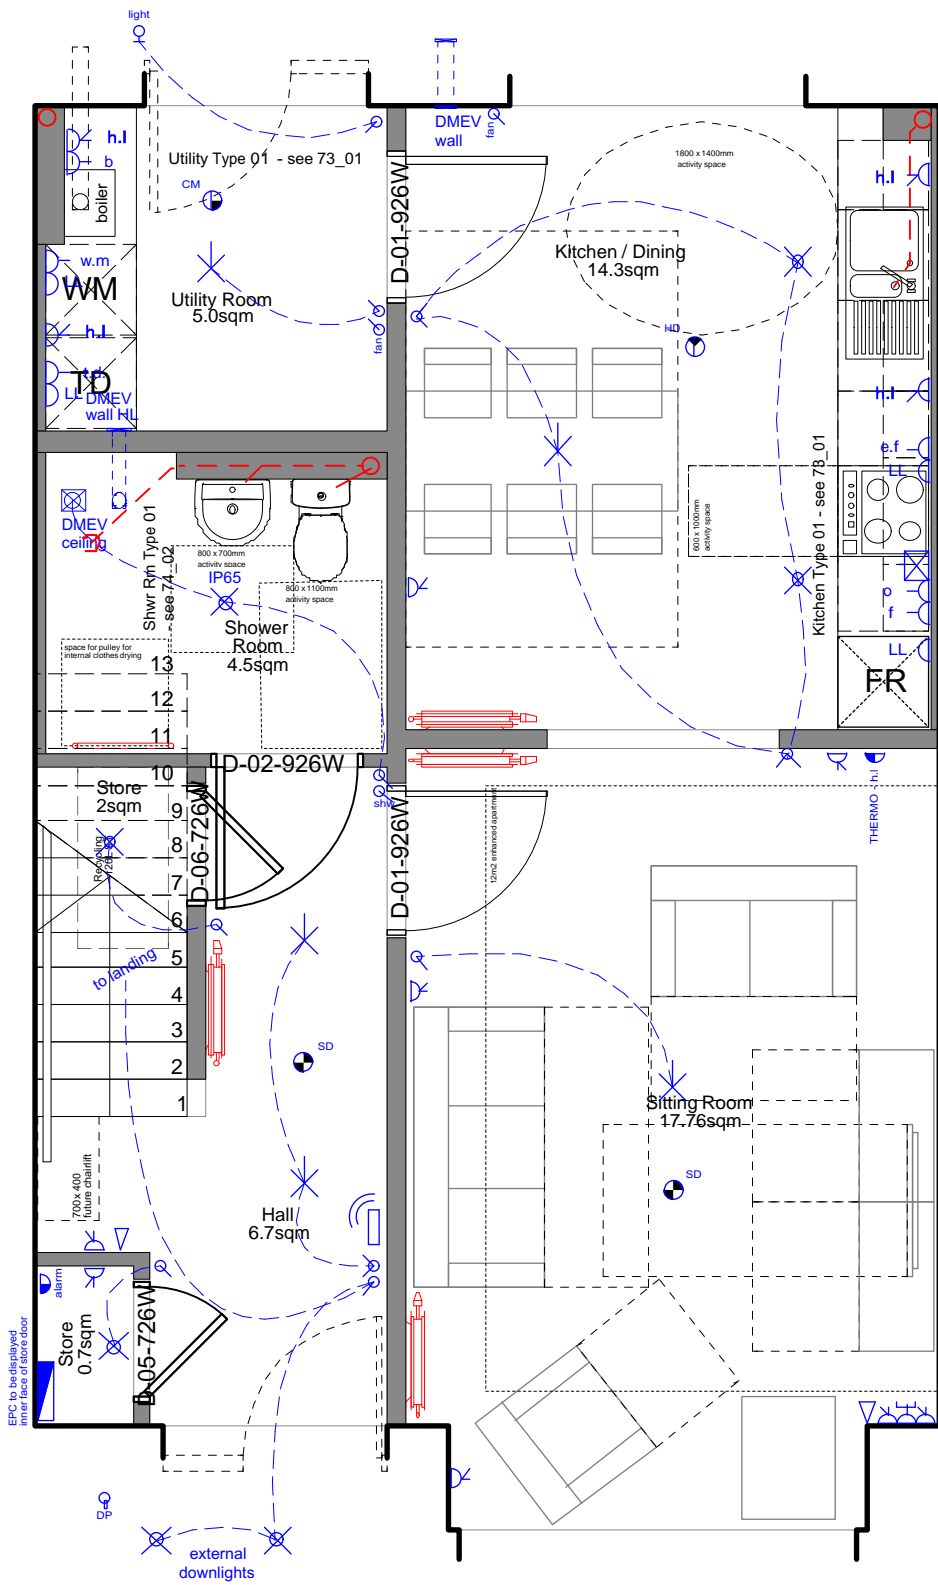 light
DMEV
wall
fan
h.l
b
boiler
CM
Utility Type 01 - see 73_01
D-01-926W
1800 x 1400mm
activity space
h.l
Kitchen / Dining
14.3sqm
w.m
LL
WM
Utility Room
5.0sqm
h.l
fan
HD
t.d.
LL
TD
DMEV
wall HL
h.l
e.f
LL
Kitchen Type 01 - see 73_01
600 x 1000mm
activity space
DMEV
ceiling
Shwr Rm Type 01
- see 74_02
800 x 700mm
activity space
IP65
800 x 1100mm
activity space
o
f
LL
FR
Shower
Room
4.5sqm
space for pulley for
internal clothes drying
13
12
11
10
9
8
7
6
5
4
3
2
1
D-02-926W
Store
2sqm
D-06-726W
shw
D-01-926W
12m2 enhanced apartment
THERMO - h.l
Recycling
to landing
SD
Sitting Room
17.76sqm
SD
700 x 400
future chairlift
Hall
6.7sqm
alarm
Store
0.7sqm
D-05-726W
EPC to be displayed
inner face of store door
DP
external
downlights